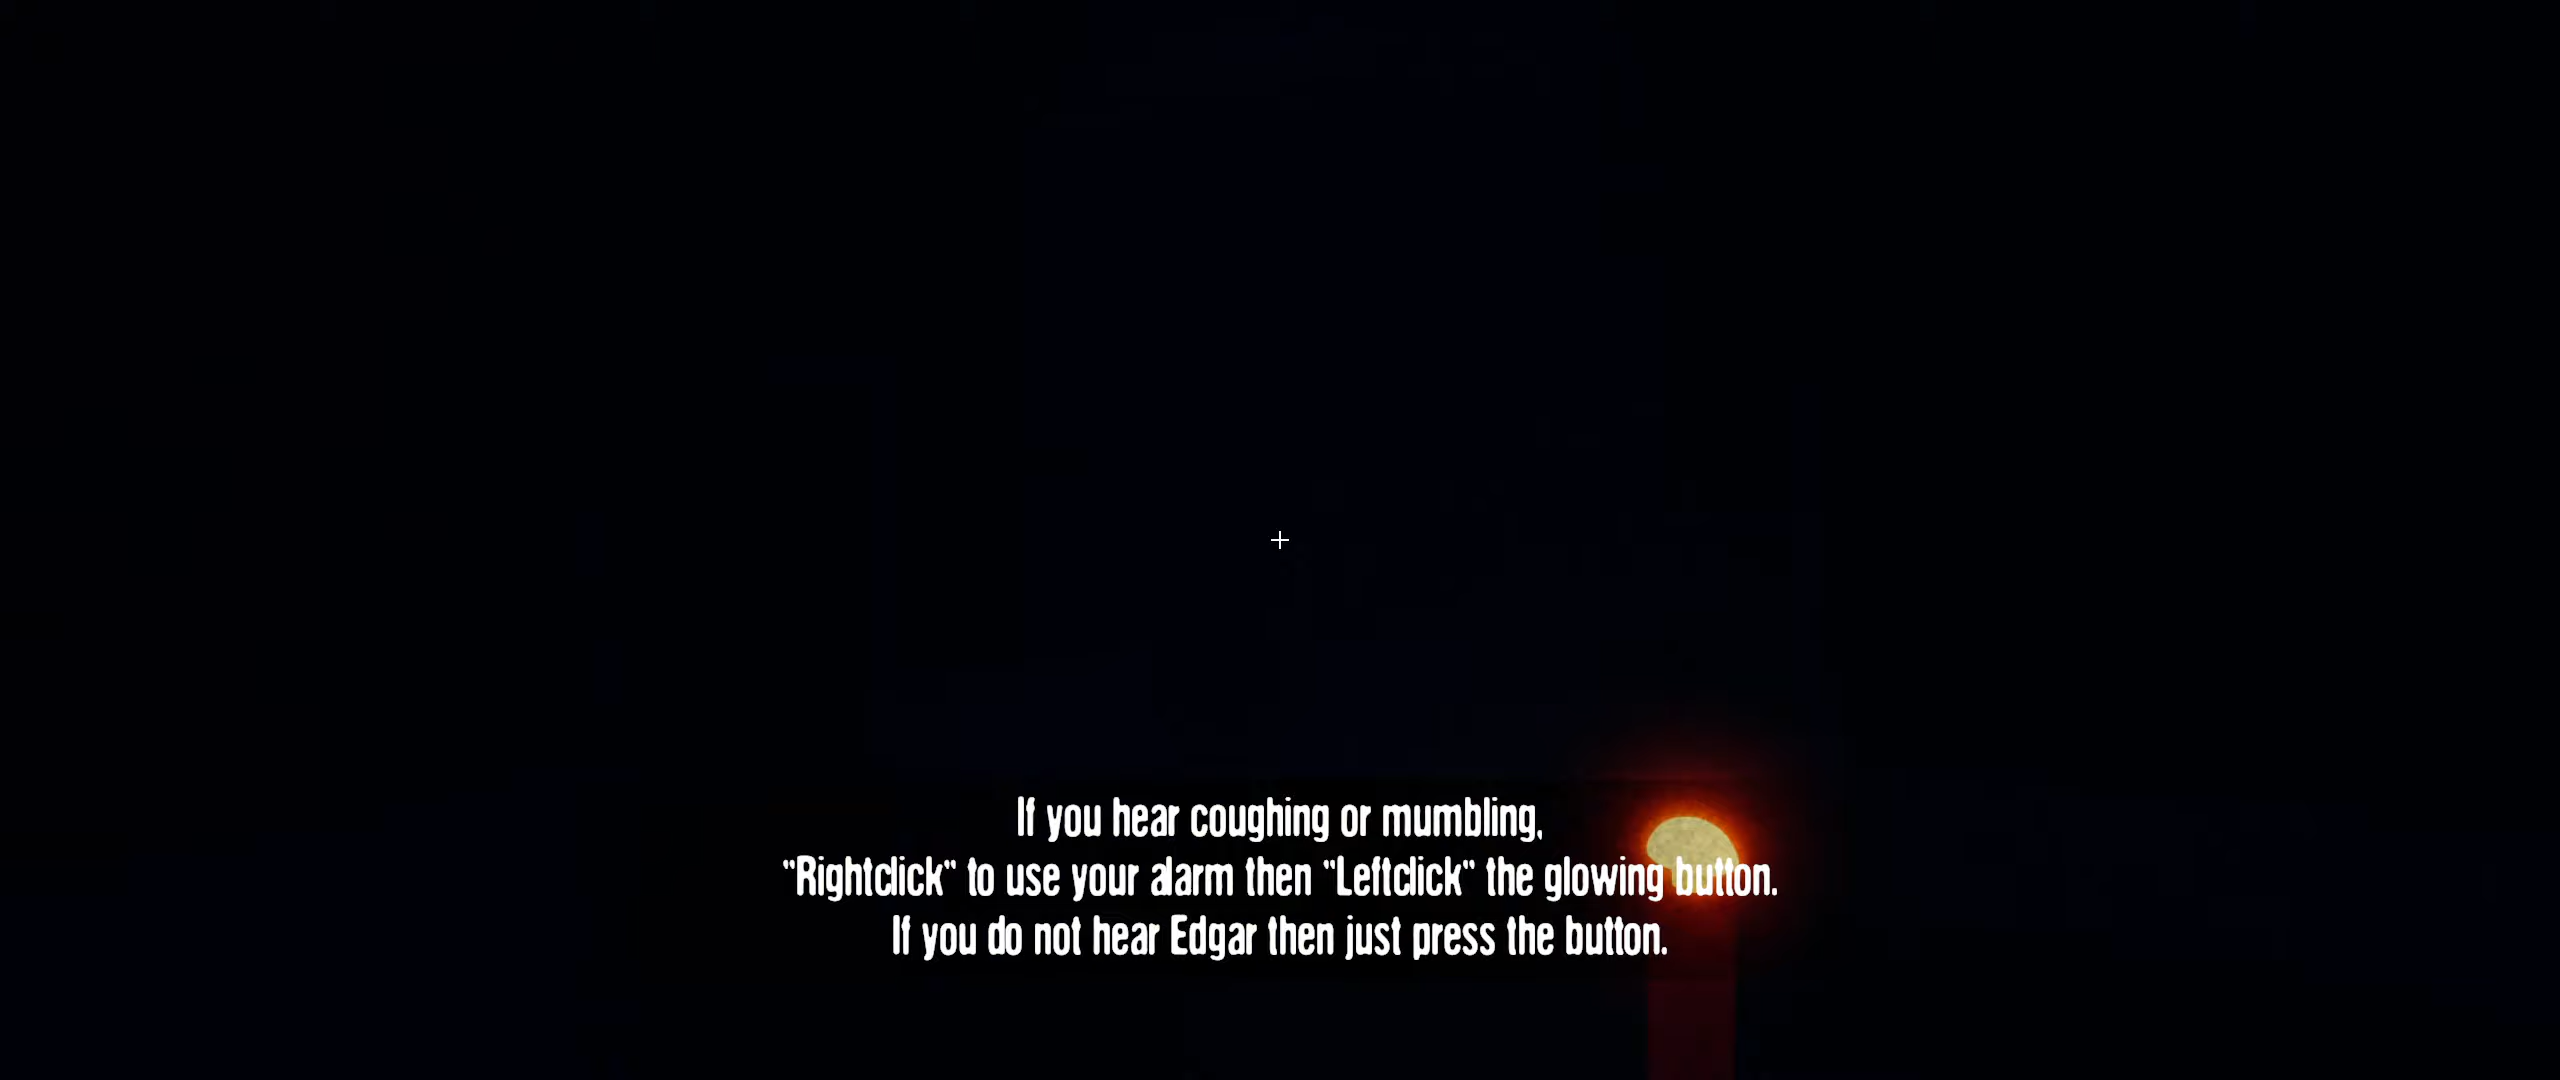 If you hear coughing or mumbling,
"Rightclick" to use your alarm then "Leftclick" the glowing button.
If you do not hear Edgar then just press the button.